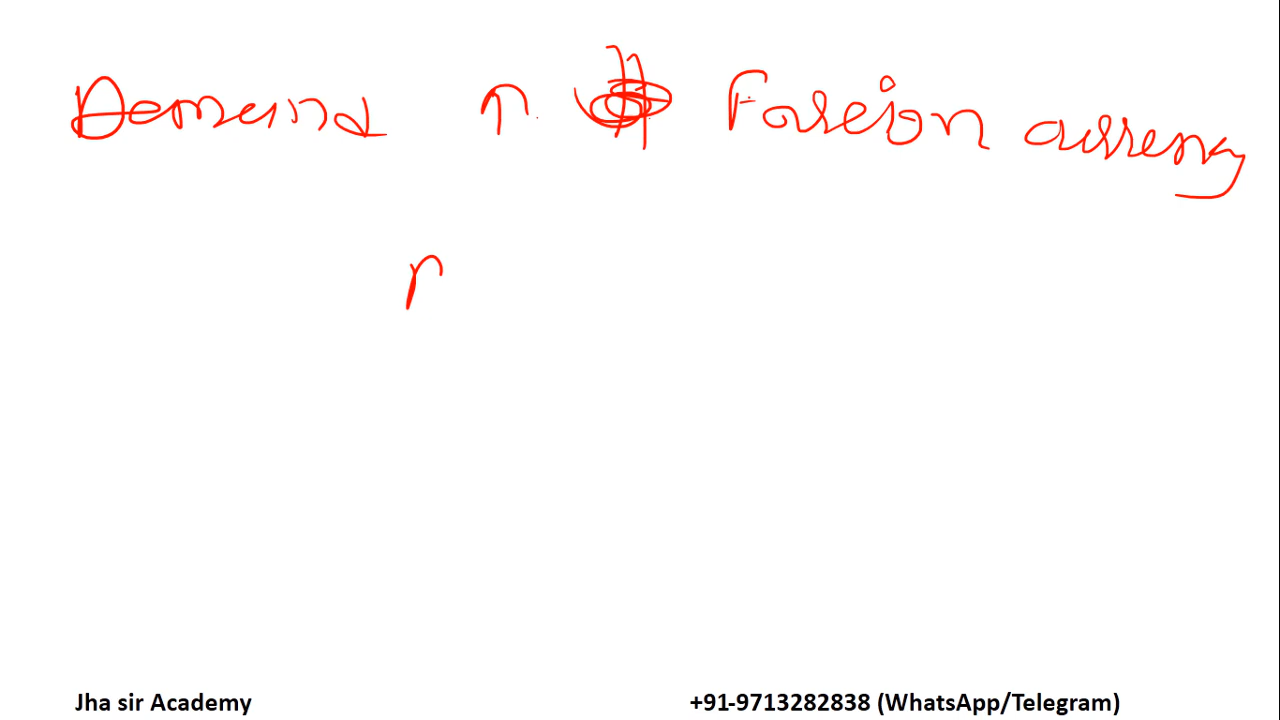 Demand ↑ Foreign currency
r
Jha sir Academy
+91-9713282838 (WhatsApp/Telegram)